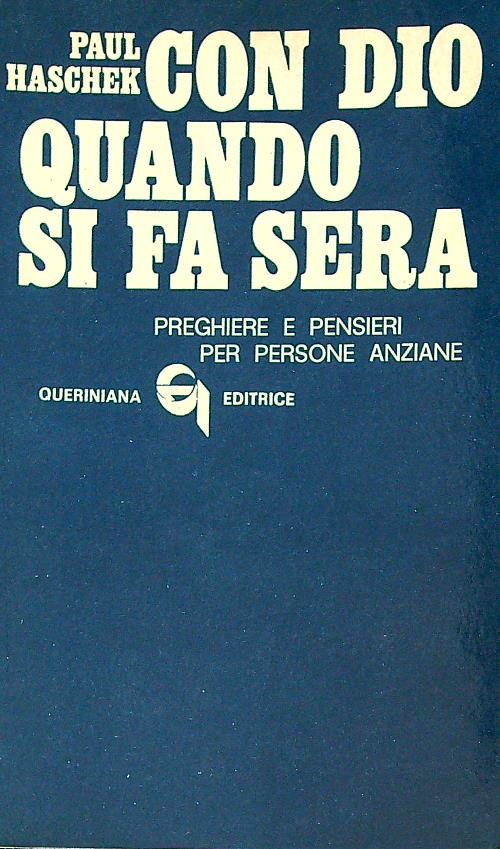 PAUL
HASCHEK
CON DIO
QUANDO
SI FA SERA
PREGHIERE E PENSIERI
PER PERSONE ANZIANE
QUERINIANA EDITRICE